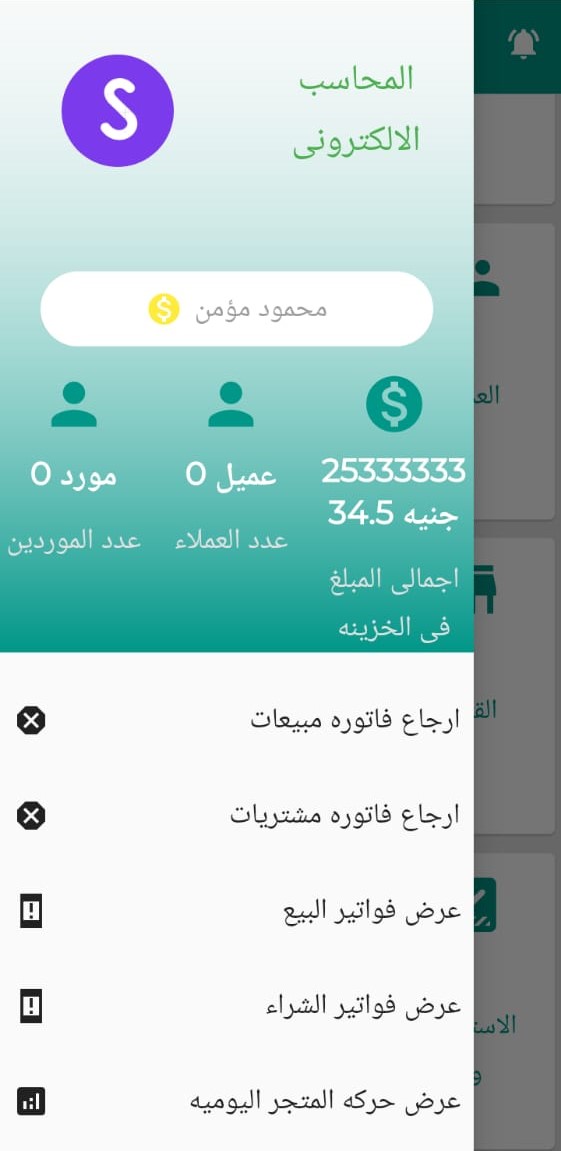 المحاسب
الالكترونى
S
محمود مؤمن
25333333
34.5 جنيه
اجمالى المبلغ
فى الخزينه
0 عميل
عدد العملاء
0 مورد
عدد الموردين
ارجاع فاتوره مبيعات
ارجاع فاتوره مشتريات
عرض فواتير البيع
عرض فواتير الشراء
عرض حركه المتجر اليوميه